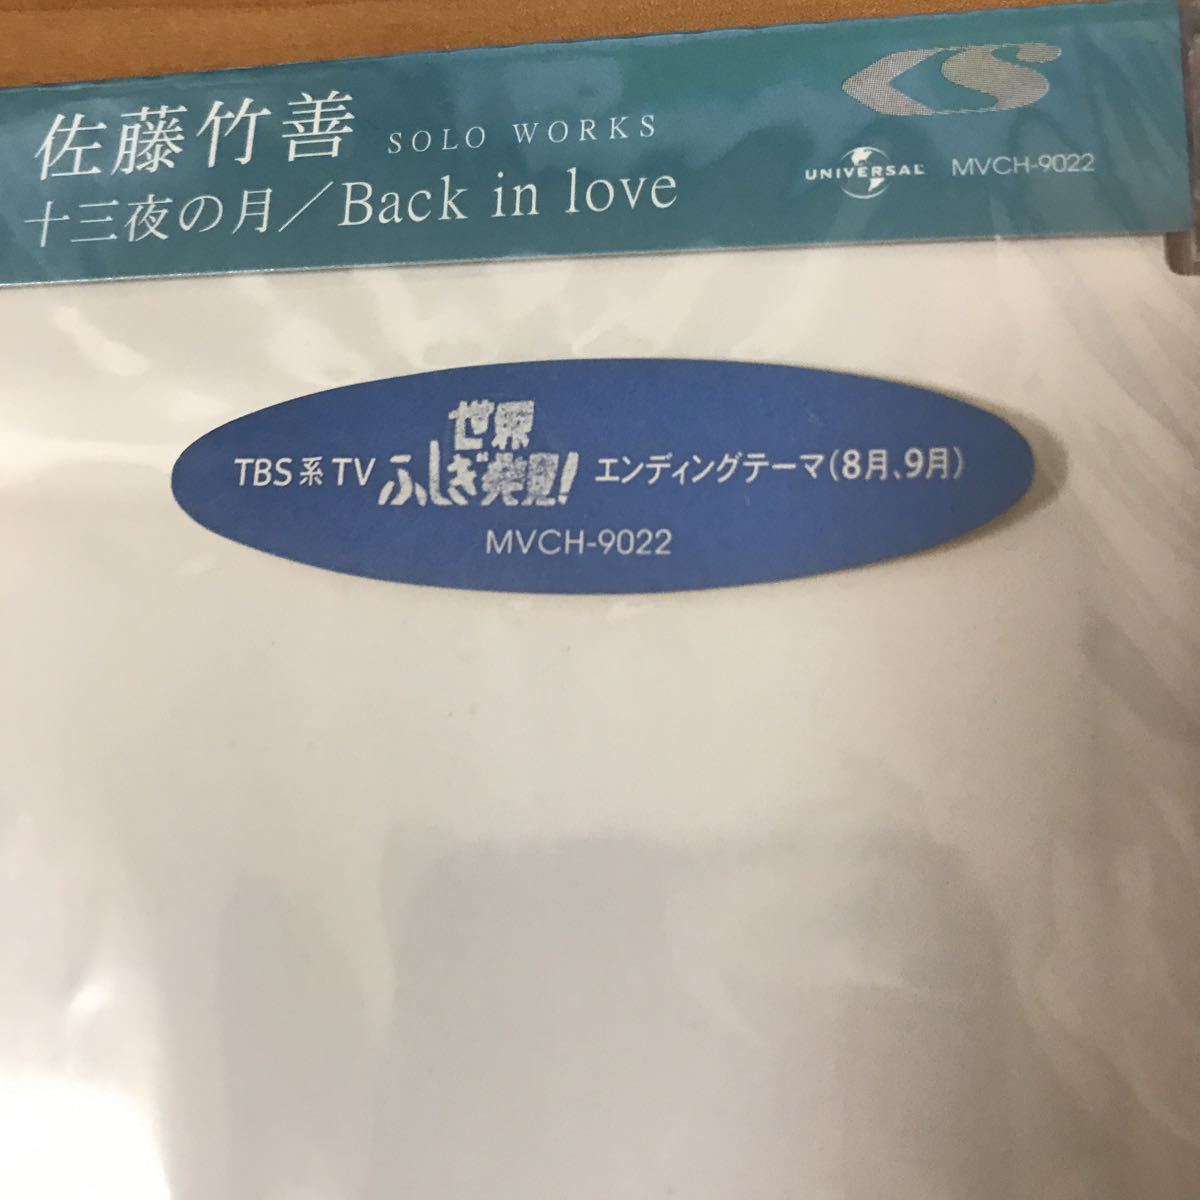 佐藤竹善 SOLO WORKS
十三夜の月／Back in love
CS
UNIVERSAL MVCH-9022
TBS系TV 世界ふしぎ発見! エンディングテーマ(8月、9月)
MVCH-9022